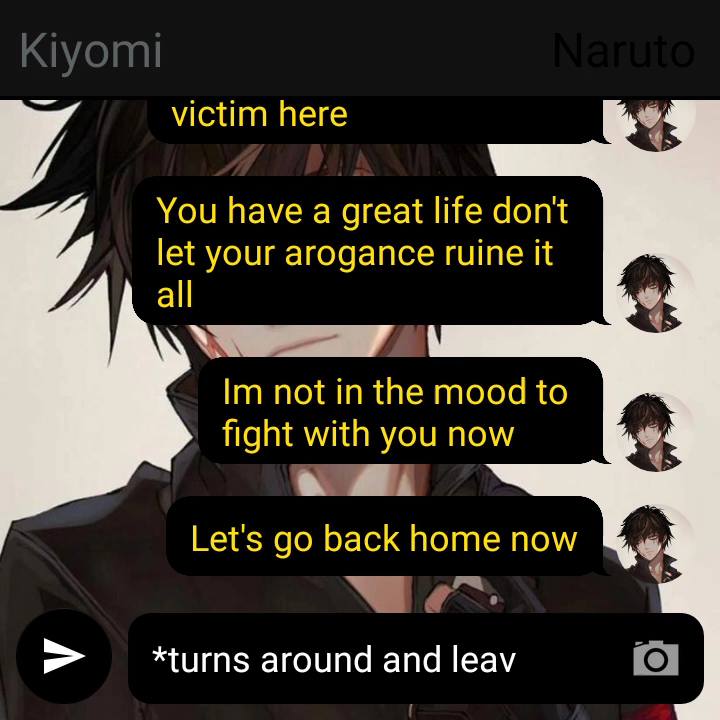 Kiyomi Naruto
victim here
You have a great life don't
let your arogance ruine it
all
Im not in the mood to
fight with you now
Let's go back home now
*turns around and leav